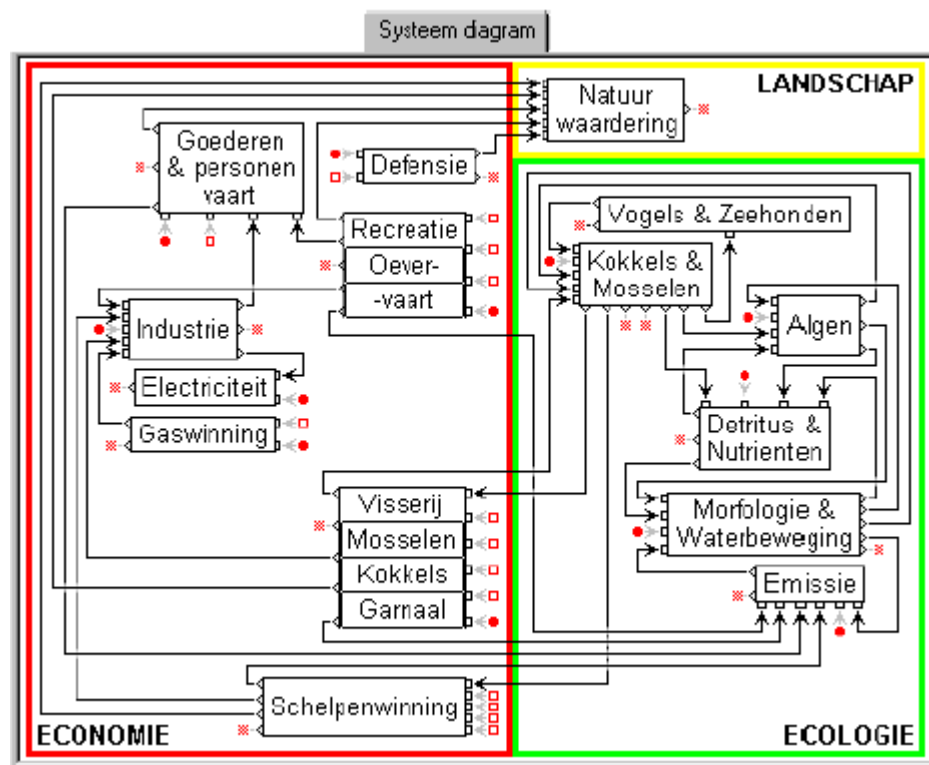 Systeem diagram
LANDSCHAP
Natuur
waardering
Goederen
& personen
vaart
Defensie
Recreatie
Oever-
-vaart
Vogels & Zeehonden
Kokkels &
Mosselen
Algen
Industrie
Electriciteit
Gaswinning
Detritus &
Nutrienten
Visserij
Mosselen
Kokkels
Garnaal
Morfologie &
Waterbeweging
Emissie
Schelpenwinning
ECONOMIE
ECOLOGIE